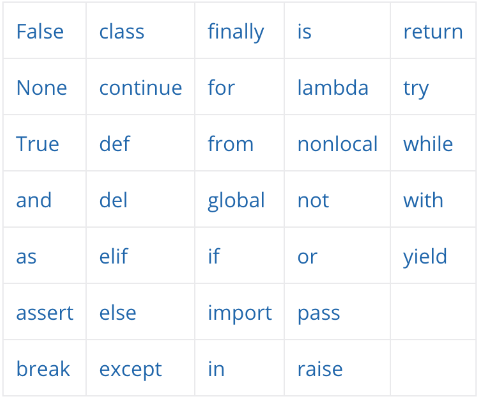 False class finally is return
None continue for lambda try
True def from nonlocal while
and del global not with
as elif if or yield
assert else import pass
break except in raise